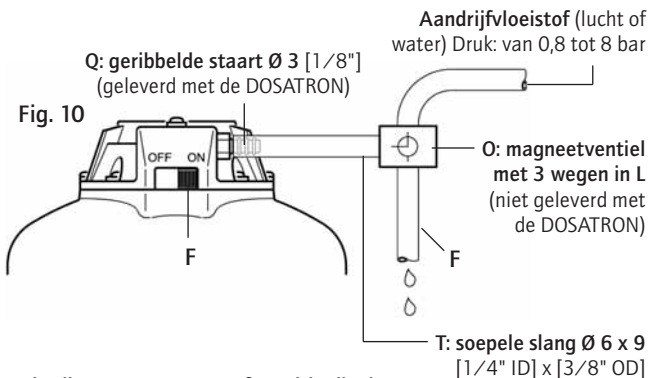 Aandrijfvloeistof (lucht of
water) Druk: van 0,8 tot 8 bar
Q: geribbelde staart Ø 3 [1/8"]
(geleverd met de DOSATRON)
Fig. 10
OFF ON
O: magneetventiel
met 3 wegen in L
(niet geleverd met
de DOSATRON)
F
F
T: soepele slang Ø 6 x 9
[1/4" ID] x [3/8" OD]